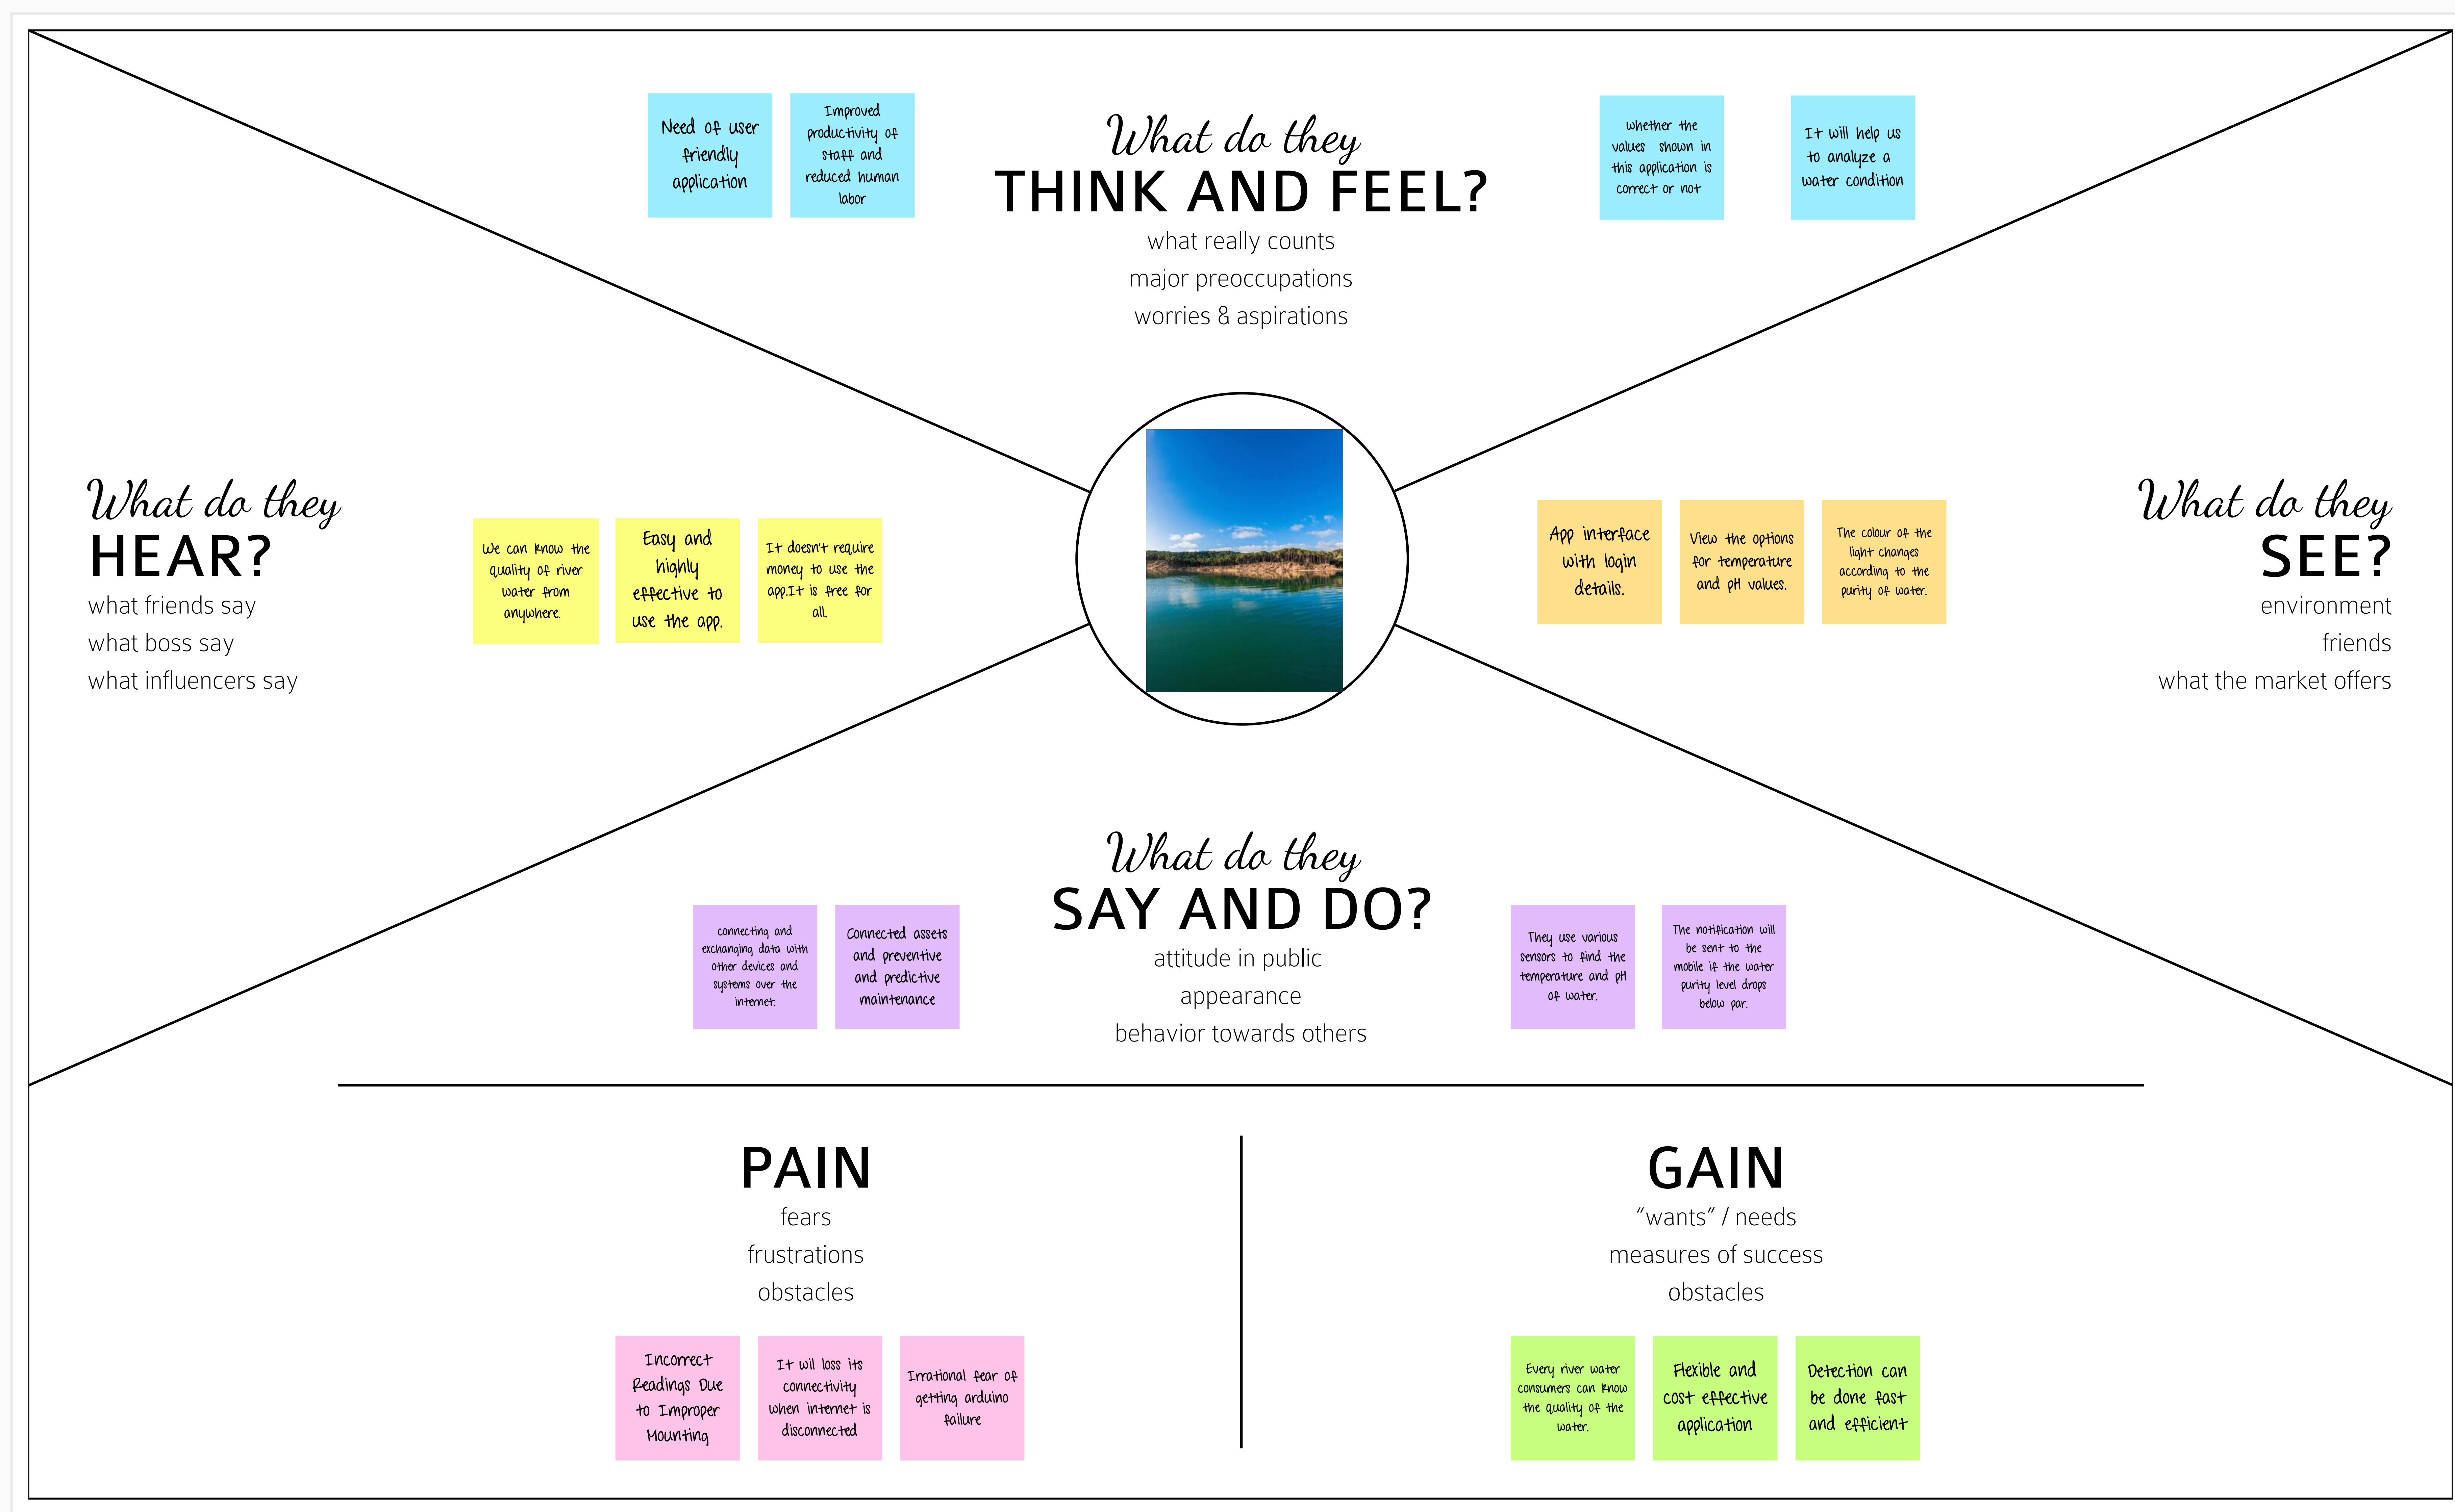 Need of user
friendly
application
Improved
productivity of
staff and
reduced human
labor
What do they
THINK AND FEEL?
what really counts
major preoccupations
worries & aspirations
Whether the
values shown in
this application is
correct or not
It will help us
to analyze a
water condition
What do they
HEAR?
what friends say
what boss say
what influencers say
We can know the
quality of river
water from
anywhere.
Easy and
highly
effective to
use the app.
It doesn't require
money to use the
app.It is free for
all.
App interface
with login
details.
View the options
for temperature
and pH values.
The colour of the
light changes
according to the
purity of water.
What do they
SEE?
environment
friends
what the market offers
What do they
SAY AND DO?
attitude in public
appearance
behavior towards others
connecting and
exchanging data with
other devices and
systems over the
internet.
Connected assets
and preventive
and predictive
maintenance
They use various
sensors to find the
temperature and pH
of water.
The notification will
be sent to the
mobile if the water
purity level drops
below par.
PAIN
fears
frustrations
obstacles
Incorrect
Readings Due
to Improper
Mounting
It wil loss its
connectivity
when internet is
disconnected
Irrational fear of
getting arduino
failure
GAIN
“wants” / needs
measures of success
obstacles
Every river water
consumers can know
the quality of the
water.
Flexible and
cost effective
application
Detection can
be done fast
and efficient